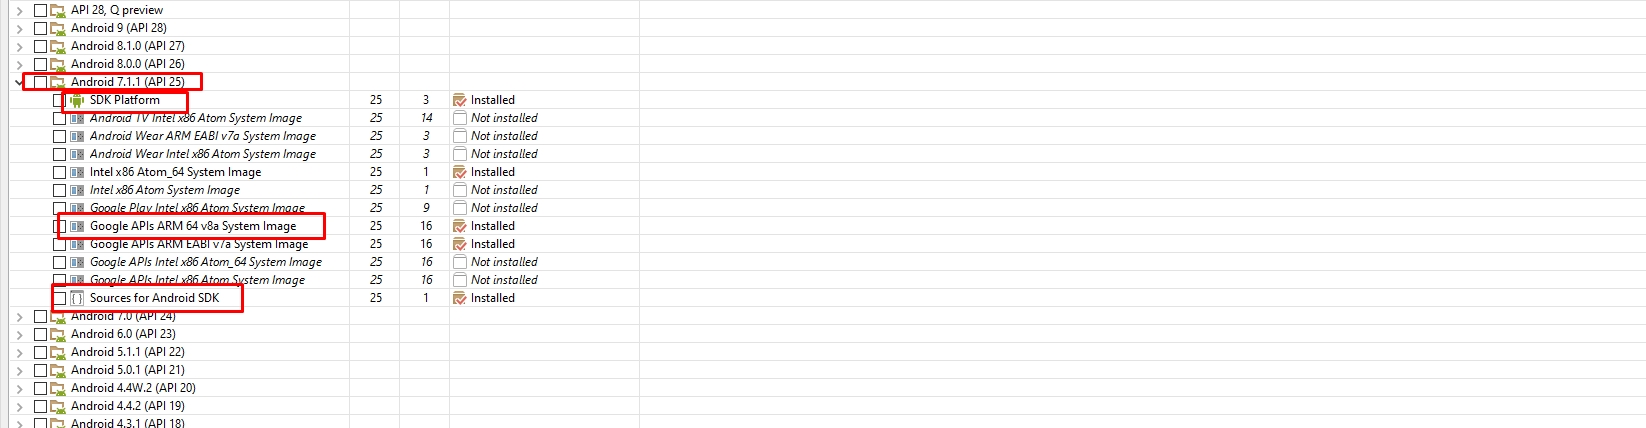 API 28, Q preview
Android 9 (API 28)
Android 8.1.0 (API 27)
Android 8.0.0 (API 26)
Android 7.1.1 (API 25)
SDK Platform 25 3 Installed
Android TV Intel x86 Atom System Image 25 14 Not installed
Android Wear ARM EABI v7a System Image 25 3 Not installed
Android Wear Intel x86 Atom System Image 25 3 Not installed
Intel x86 Atom_64 System Image 25 1 Installed
Intel x86 Atom System Image 25 1 Not installed
Google Play Intel x86 Atom System Image 25 9 Not installed
Google APIs ARM 64 v8a System Image 25 16 Installed
Google APIs ARM EABI v7a System Image 25 16 Installed
Google APIs Intel x86 Atom_64 System Image 25 16 Not installed
Google APIs Intel x86 Atom System Image 25 16 Not installed
Sources for Android SDK 25 1 Installed
Android 7.0 (API 24)
Android 6.0 (API 23)
Android 5.1.1 (API 22)
Android 5.0.1 (API 21)
Android 4.4W.2 (API 20)
Android 4.4.2 (API 19)
Android 4.3.1 (API 18)